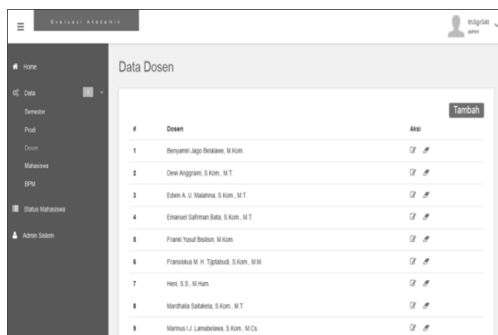 Evaluasi Akademik
admin
Home
Data
Semester
Prodi
Dosen
Mahasiswa
BPM
Status Mahasiswa
Admin Sistem
Data Dosen
Tambah
# Dosen Aksi
1 Benyamin Jago Belalawe, M.Kom.
2 Dewi Anggraini, S.Kom., M.T.
3 Edwin A. U. Malahina, S.Kom., M.T.
4 Emanuel Safirman Bata, S.Kom., M.T.
5 Franki Yusuf Bisilisin, M.Kom.
6 Fransiskus M. H. Tjiptabudi, S.Kom., M.M.
7 Heni, S.S., M.Hum.
8 Mardhalia Saitakela, S.Kom., M.T.
9 Marinus I.J. Lamabelawa, S.Kom., M.Cs.